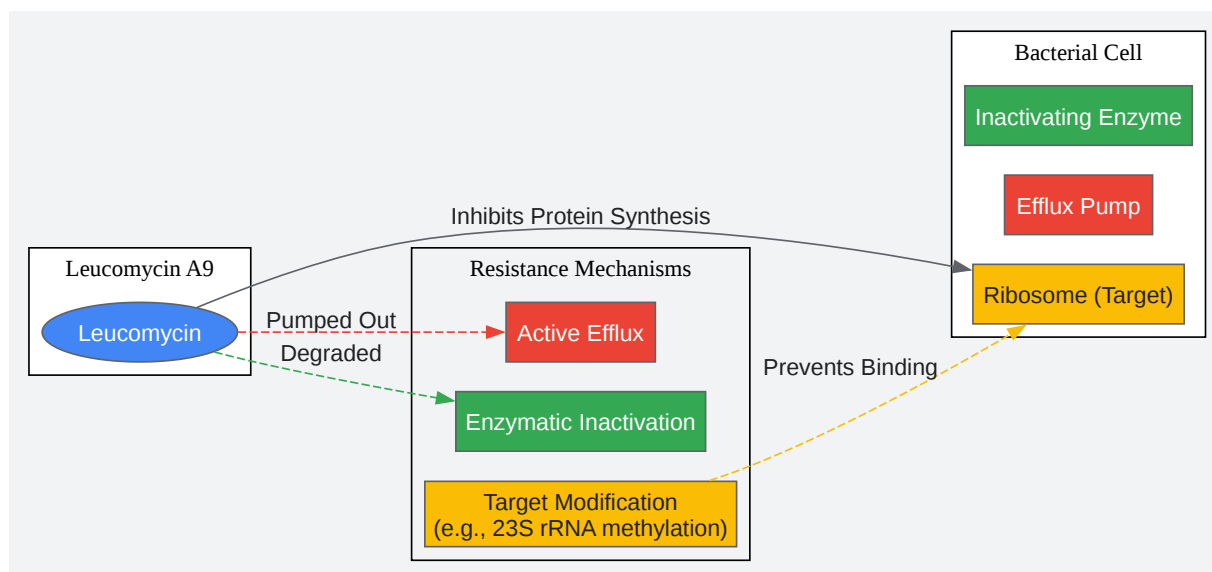 Bacterial Cell
Inactivating Enzyme
Efflux Pump
Inhibits Protein Synthesis
Leucomycin A9
Resistance Mechanisms
Ribosome (Target)
Leucomycin
Pumped Out
Active Efflux
Degraded
Prevents Binding
Enzymatic Inactivation
Target Modification
(e.g., 23S rRNA methylation)